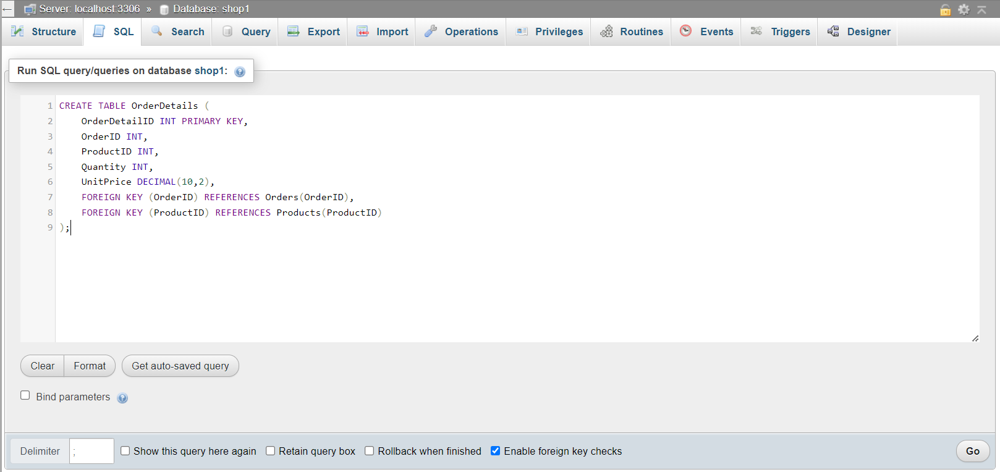 Server: localhost:3306 » Database: shop1
Structure SQL Search Query Export Import Operations Privileges Routines Events Triggers Designer
Run SQL query/queries on database shop1:
1 CREATE TABLE OrderDetails (
2 OrderDetailID INT PRIMARY KEY,
3 OrderID INT,
4 ProductID INT,
5 Quantity INT,
6 UnitPrice DECIMAL(10,2),
7 FOREIGN KEY (OrderID) REFERENCES Orders(OrderID),
8 FOREIGN KEY (ProductID) REFERENCES Products(ProductID)
9 );
Clear Format Get auto-saved query
Bind parameters
Delimiter ; Show this query here again Retain query box Rollback when finished Enable foreign key checks Go